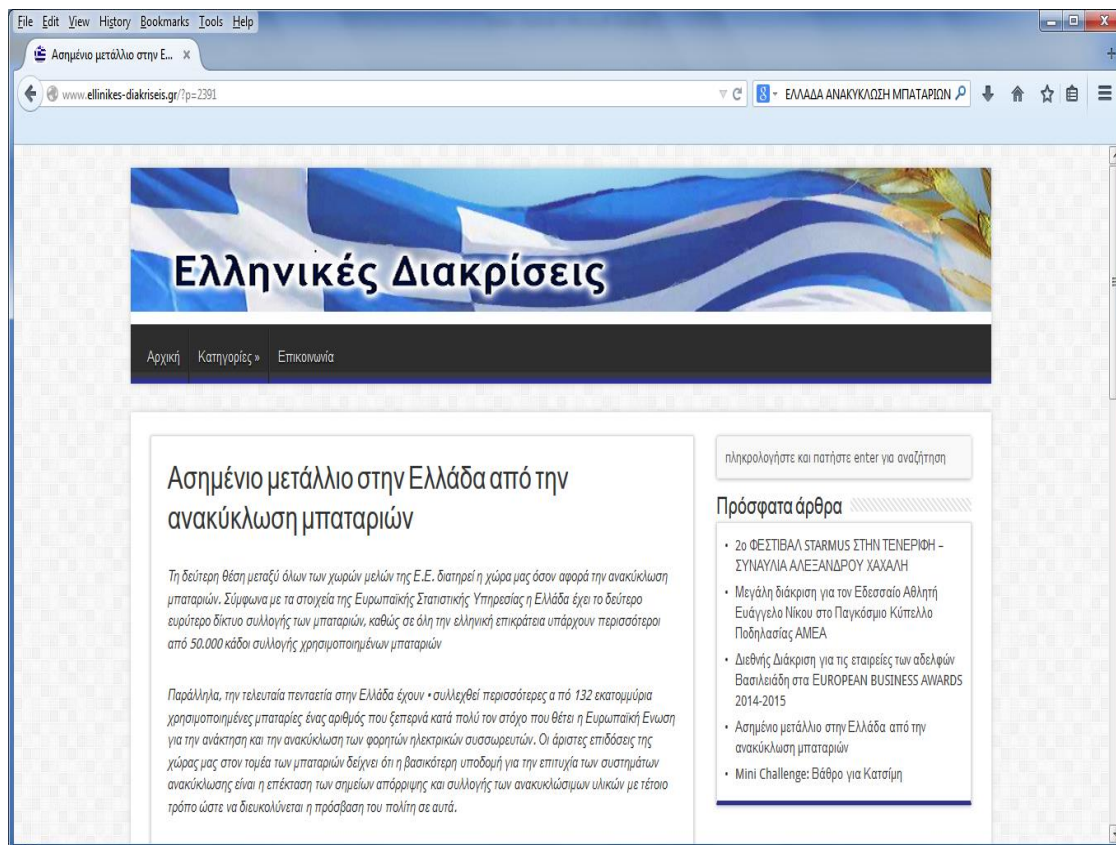 File Edit View History Bookmarks Tools Help
Ασημένιο μετάλλιο στην Ε... ×
www.ellinikes-diakriseis.gr/?p=2391
ΕΛΛΑΔΑ ΑΝΑΚΥΚΛΩΣΗ ΜΠΑΤΑΡΙΩΝ
Ελληνικές Διακρίσεις
Αρχική Κατηγορίες » Επικοινωνία
Ασημένιο μετάλλιο στην Ελλάδα από την
ανακύκλωση μπαταριών
Τη δεύτερη θέση μεταξύ όλων των χωρών μελών της Ε.Ε. διατηρεί η χώρα μας όσον αφορά την ανακύκλωση
μπαταριών. Σύμφωνα με τα στοιχεία της Ευρωπαϊκής Στατιστικής Υπηρεσίας η Ελλάδα έχει το δεύτερο
ευρύτερο δίκτυο συλλογής των μπαταριών, καθώς σε όλη την ελληνική επικράτεια υπάρχουν περισσότεροι
από 50.000 κάδοι συλλογής χρησιμοποιημένων μπαταριών
Παράλληλα, την τελευταία πενταετία στην Ελλάδα έχουν • συλλεχθεί περισσότερες α πό 132 εκατομμύρια
χρησιμοποιημένες μπαταρίες ένας αριθμός που ξεπερνά κατά πολύ τον στόχο που θέτει η Ευρωπαϊκή Ενωση
για την ανάκτηση και την ανακύκλωση των φορητών ηλεκτρικών συσσωρευτών. Οι άριστες επιδόσεις της
χώρας μας στον τομέα των μπαταριών δείχνει ότι η βασικότερη υποδομή για την επιτυχία των συστημάτων
ανακύκλωσης είναι η επέκταση των σημείων απόρριψης και συλλογής των ανακυκλώσιμων υλικών με τέτοιο
τρόπο ώστε να διευκολύνεται η πρόσβαση του πολίτη σε αυτά.
πληκρολογήστε και πατήστε enter για αναζήτηση
Πρόσφατα άρθρα
• 2ο ΦΕΣΤΙΒΑΛ STARMUS ΣΤΗΝ ΤΕΝΕΡΙΦΗ –
ΣΥΝΑΥΛΙΑ ΑΛΕΞΑΝΔΡΟΥ ΧΑΧΑΛΗ
• Μεγάλη διάκριση για τον Εδεσσαίο Αθλητή
Ευάγγελο Νίκου στο Παγκόσμιο Κύπελλο
Ποδηλασίας ΑΜΕΑ
• Διεθνής Διάκριση για τις εταιρείες των αδελφών
Βασιλειάδη στα EUROPEAN BUSINESS AWARDS
2014-2015
• Ασημένιο μετάλλιο στην Ελλάδα από την
ανακύκλωση μπαταριών
• Mini Challenge: Βάθρο για Κατσίμη